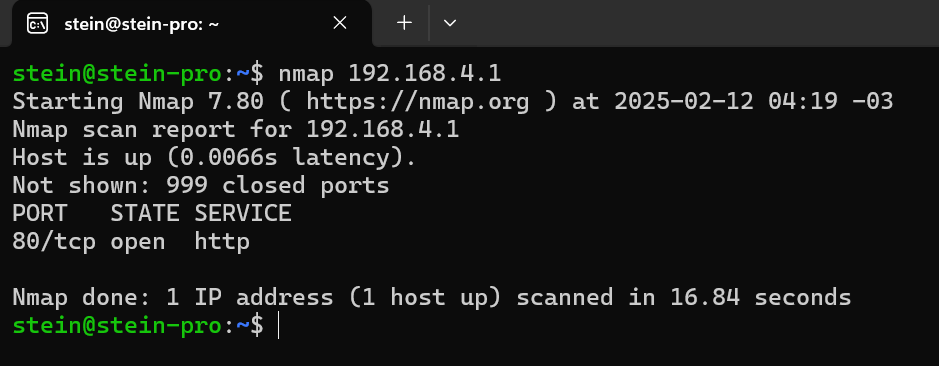 stein@stein-pro: ~
stein@stein-pro:~$ nmap 192.168.4.1
Starting Nmap 7.80 ( https://nmap.org ) at 2025-02-12 04:19 -03
Nmap scan report for 192.168.4.1
Host is up (0.0066s latency).
Not shown: 999 closed ports
PORT   STATE SERVICE
80/tcp open  http
Nmap done: 1 IP address (1 host up) scanned in 16.84 seconds
stein@stein-pro:~$